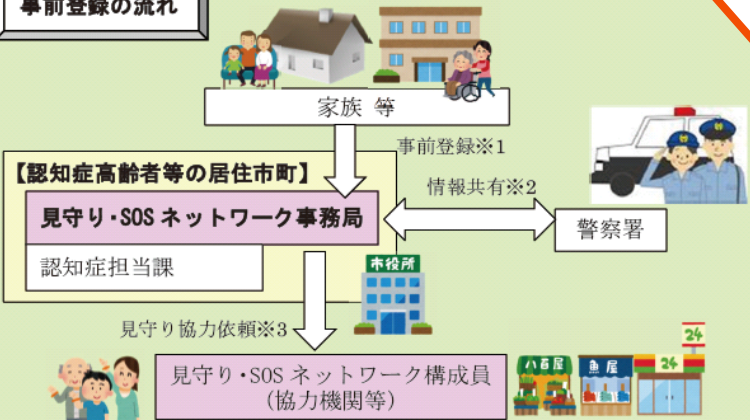 事前登録の流れ
家族 等
事前登録※1
【認知症高齢者等の居住市町】
情報共有※2
見守り・SOS ネットワーク事務局
警察署
認知症担当課
市役所
見守り協力依頼※3
見守り・SOS ネットワーク構成員
（協力機関等）
八百屋
魚屋
24
24